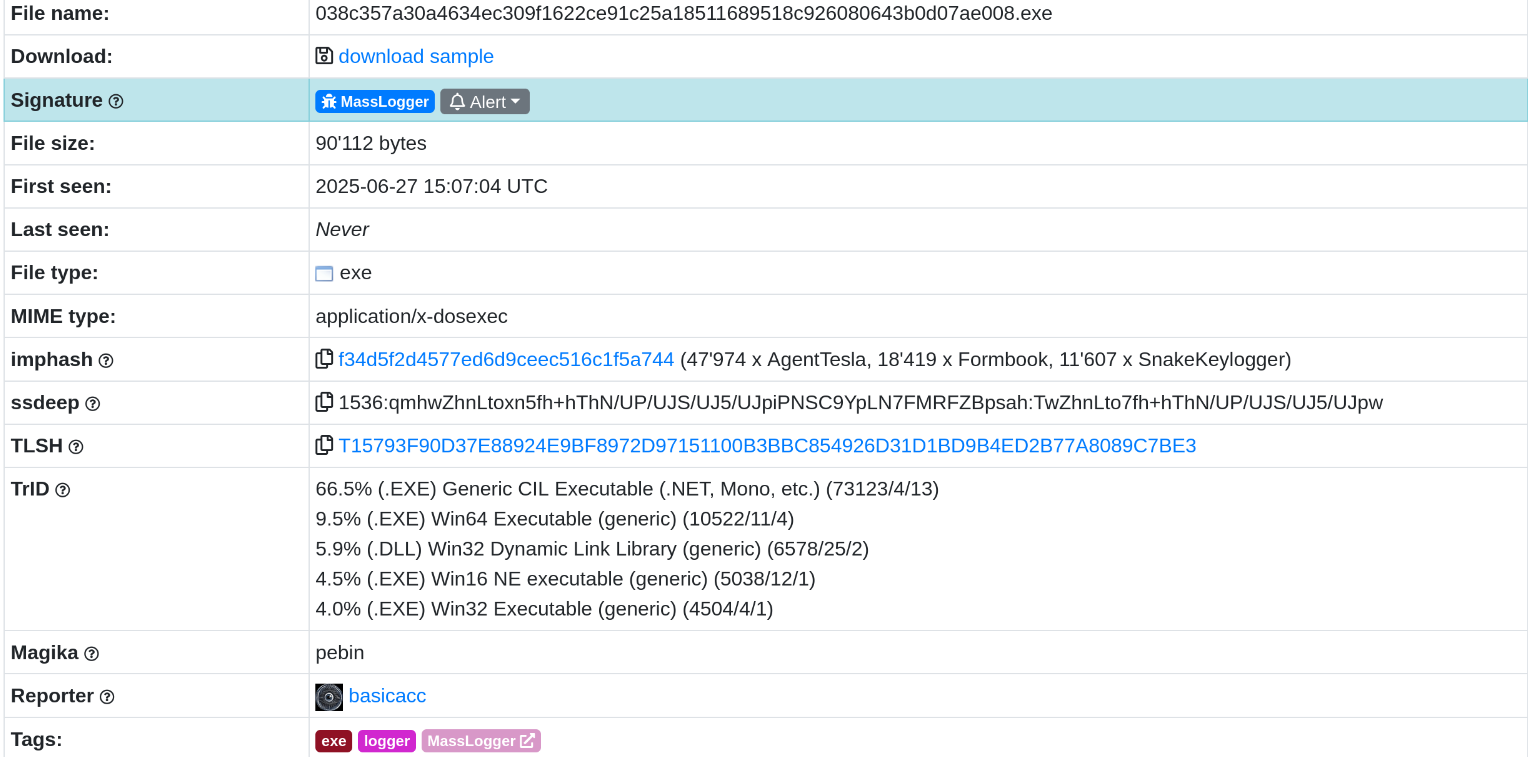 File name: 038c357a30a4634ec309f1622ce91c25a18511689518c926080643b0d07ae008.exe
Download: download sample
Signature MassLogger Alert
File size: 90'112 bytes
First seen: 2025-06-27 15:07:04 UTC
Last seen: Never
File type: exe
MIME type: application/x-dosexec
imphash f34d5f2d4577ed6d9ceec516c1f5a744 (47'974 x AgentTesla, 18'419 x Formbook, 11'607 x SnakeKeylogger)
ssdeep 1536:qmhwZhnLtoxn5fh+hThN/UP/UJS/UJ5/UJpiPNSC9YpLN7FMRFZBpsah:TwZhnLto7fh+hThN/UP/UJS/UJ5/UJpw
TLSH T15793F90D37E88924E9BF8972D97151100B3BBC854926D31D1BD9B4ED2B77A8089C7BE3
TrID 66.5% (.EXE) Generic CIL Executable (.NET, Mono, etc.) (73123/4/13)
9.5% (.EXE) Win64 Executable (generic) (10522/11/4)
5.9% (.DLL) Win32 Dynamic Link Library (generic) (6578/25/2)
4.5% (.EXE) Win16 NE executable (generic) (5038/12/1)
4.0% (.EXE) Win32 Executable (generic) (4504/4/1)
Magika pebin
Reporter basicacc
Tags: exe logger MassLogger